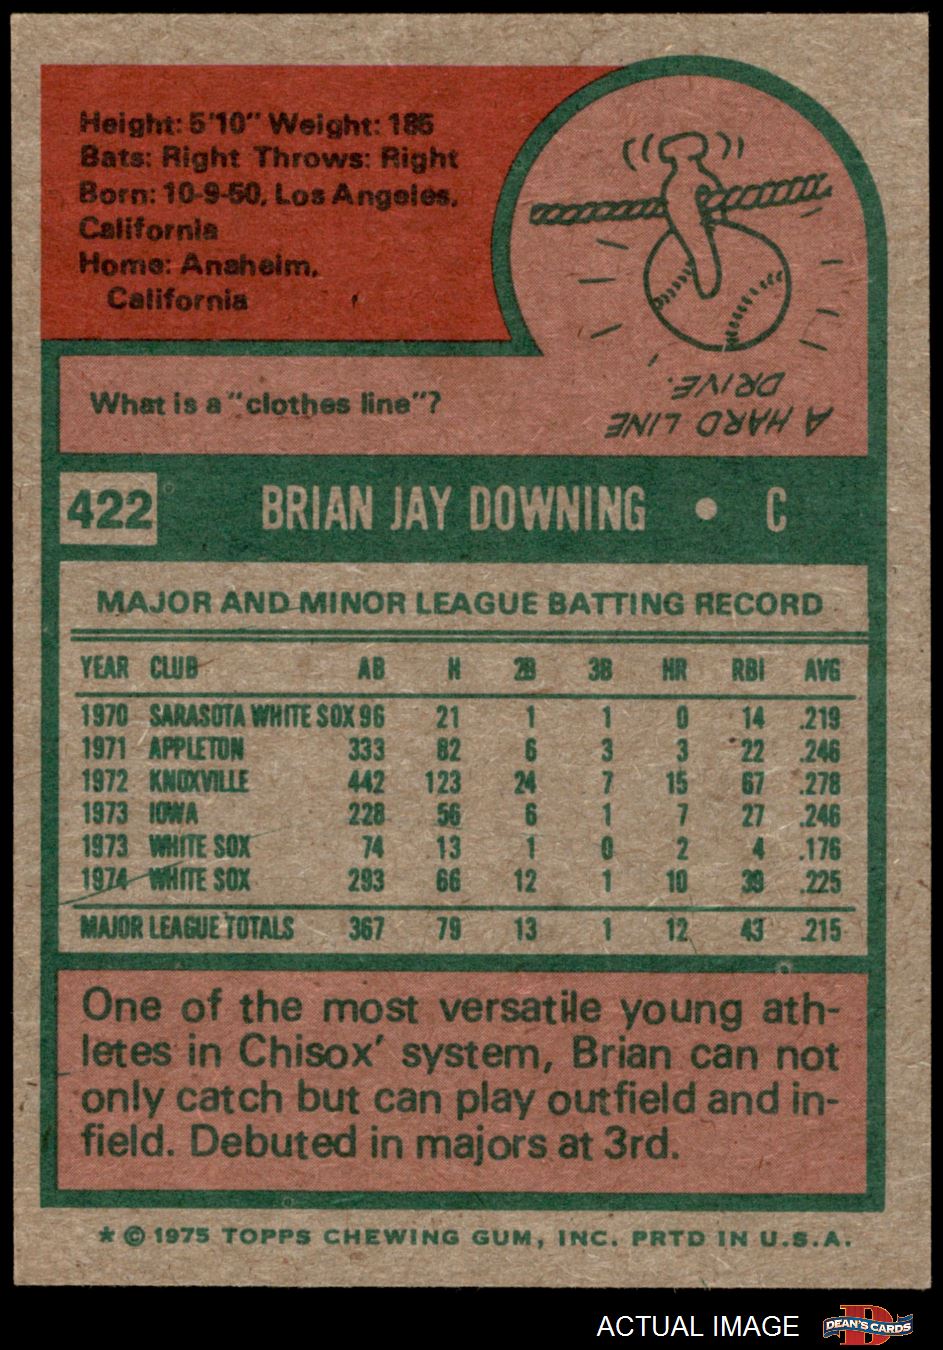 Height: 5'10" Weight: 185
Bats: Right Throws: Right
Born: 10-9-50, Los Angeles,
California
Home: Anaheim,
California
A HARD LINE
DRIVE.
What is a "clothes line"?
422 BRIAN JAY DOWNING • C
MAJOR AND MINOR LEAGUE BATTING RECORD
YEAR CLUB AB H 2B 3B HR RBI AVG
1970 SARASOTA WHITE SOX 96 21 1 1 0 14 .219
1971 APPLETON 333 82 6 3 3 22 .246
1972 KNOXVILLE 442 123 24 7 15 67 .278
1973 IOWA 228 56 6 1 7 27 .246
1973 WHITE SOX 74 13 1 0 2 4 .176
1974 WHITE SOX 293 66 12 1 10 39 .225
MAJOR LEAGUE TOTALS 367 79 13 1 12 43 .215
One of the most versatile young ath-
letes in Chisox' system, Brian can not
only catch but can play outfield and in-
field. Debuted in majors at 3rd.
* © 1975 TOPPS CHEWING GUM, INC. PRTD IN U.S.A.
ACTUAL IMAGE
DEAN'S CARDS